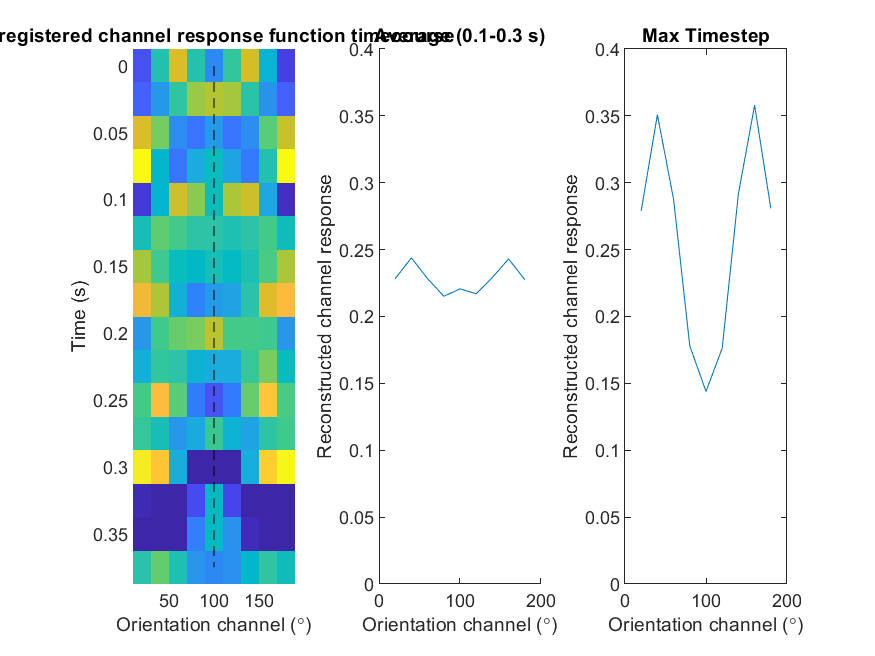 registered channel response function timecourse
Average (0.1-0.3 s)
Max Timestep
0
0.05
0.1
0.15
0.2
0.25
0.3
0.35
Time (s)
50 100 150
Orientation channel (°)
0.4
0.35
0.3
0.25
0.2
0.15
0.1
0.05
0
Reconstructed channel response
0 100 200
Orientation channel (°)
0.4
0.35
0.3
0.25
0.2
0.15
0.1
0.05
0
Reconstructed channel response
0 100 200
Orientation channel (°)